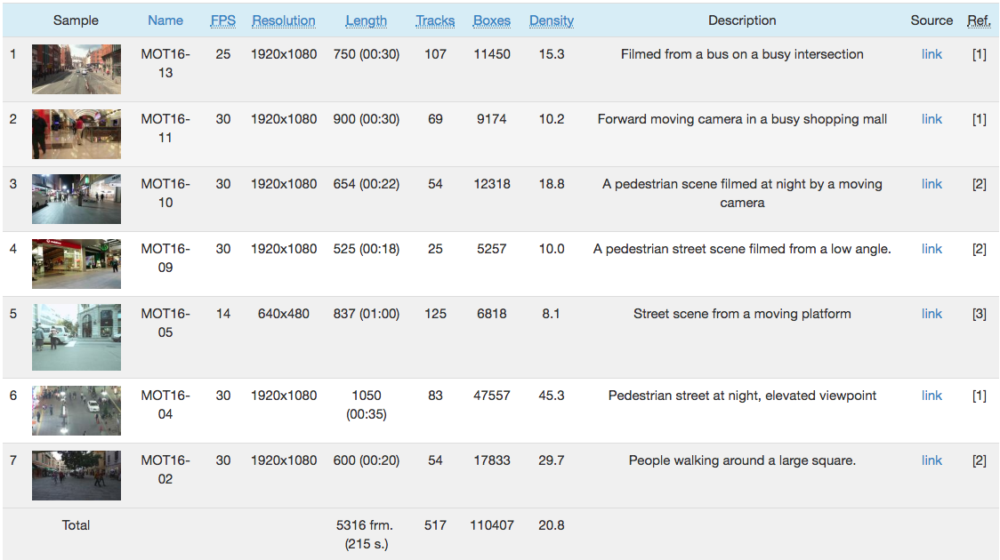 Sample Name FPS Resolution Length Tracks Boxes Density Description Source Ref.
1 MOT16- 25 1920x1080 750 (00:30) 107 11450 15.3 Filmed from a bus on a busy intersection link [1]
13
2 MOT16- 30 1920x1080 900 (00:30) 69 9174 10.2 Forward moving camera in a busy shopping mall link [1]
11
3 MOT16- 30 1920x1080 654 (00:22) 54 12318 18.8 A pedestrian scene filmed at night by a moving link [2]
10 camera
4 MOT16- 30 1920x1080 525 (00:18) 25 5257 10.0 A pedestrian street scene filmed from a low angle. link [2]
09
5 MOT16- 14 640x480 837 (01:00) 125 6818 8.1 Street scene from a moving platform link [3]
05
6 MOT16- 30 1920x1080 1050 83 47557 45.3 Pedestrian street at night, elevated viewpoint link [1]
04 (00:35)
7 MOT16- 30 1920x1080 600 (00:20) 54 17833 29.7 People walking around a large square. link [2]
02
Total 5316 frm. 517 110407 20.8
(215 s.)